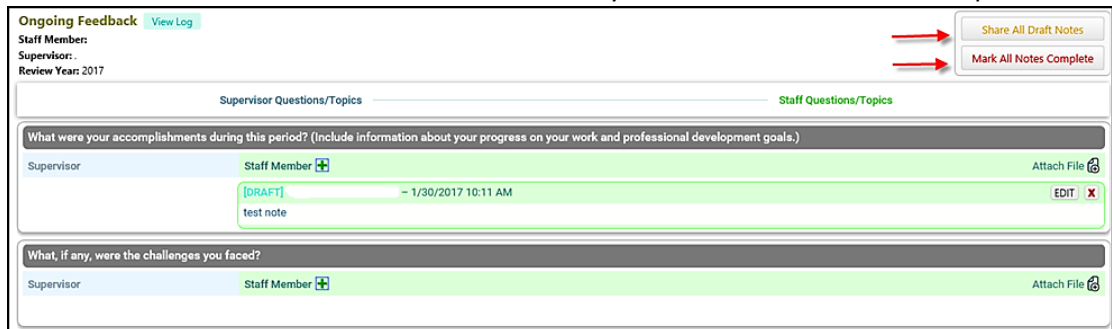 Ongoing Feedback View Log
Staff Member:
Supervisor: .
Review Year: 2017
Share All Draft Notes
Mark All Notes Complete
Supervisor Questions/Topics
Staff Questions/Topics
What were your accomplishments during this period? (Include information about your progress on your work and professional development goals.)
Supervisor Staff Member Attach File
[DRAFT] – 1/30/2017 10:11 AM EDIT X
test note
What, if any, were the challenges you faced?
Supervisor Staff Member Attach File